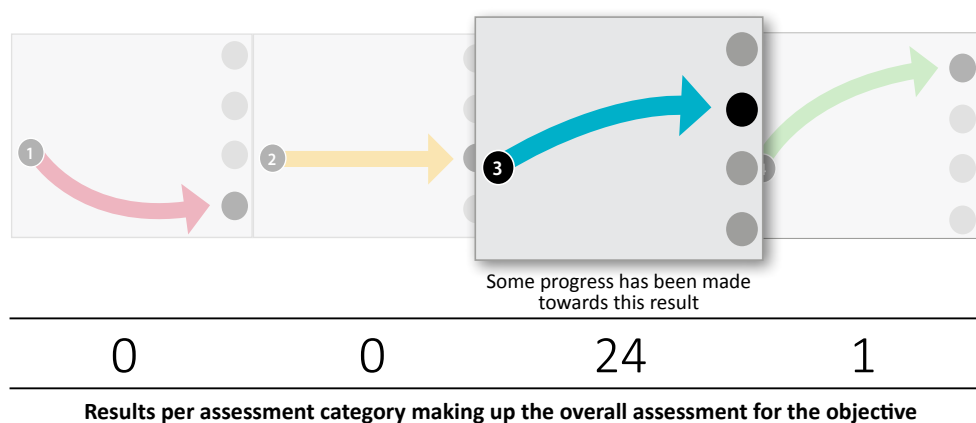 1
2
3
Some progress has been made
towards this result
0 0 24 1
Results per assessment category making up the overall assessment for the objective